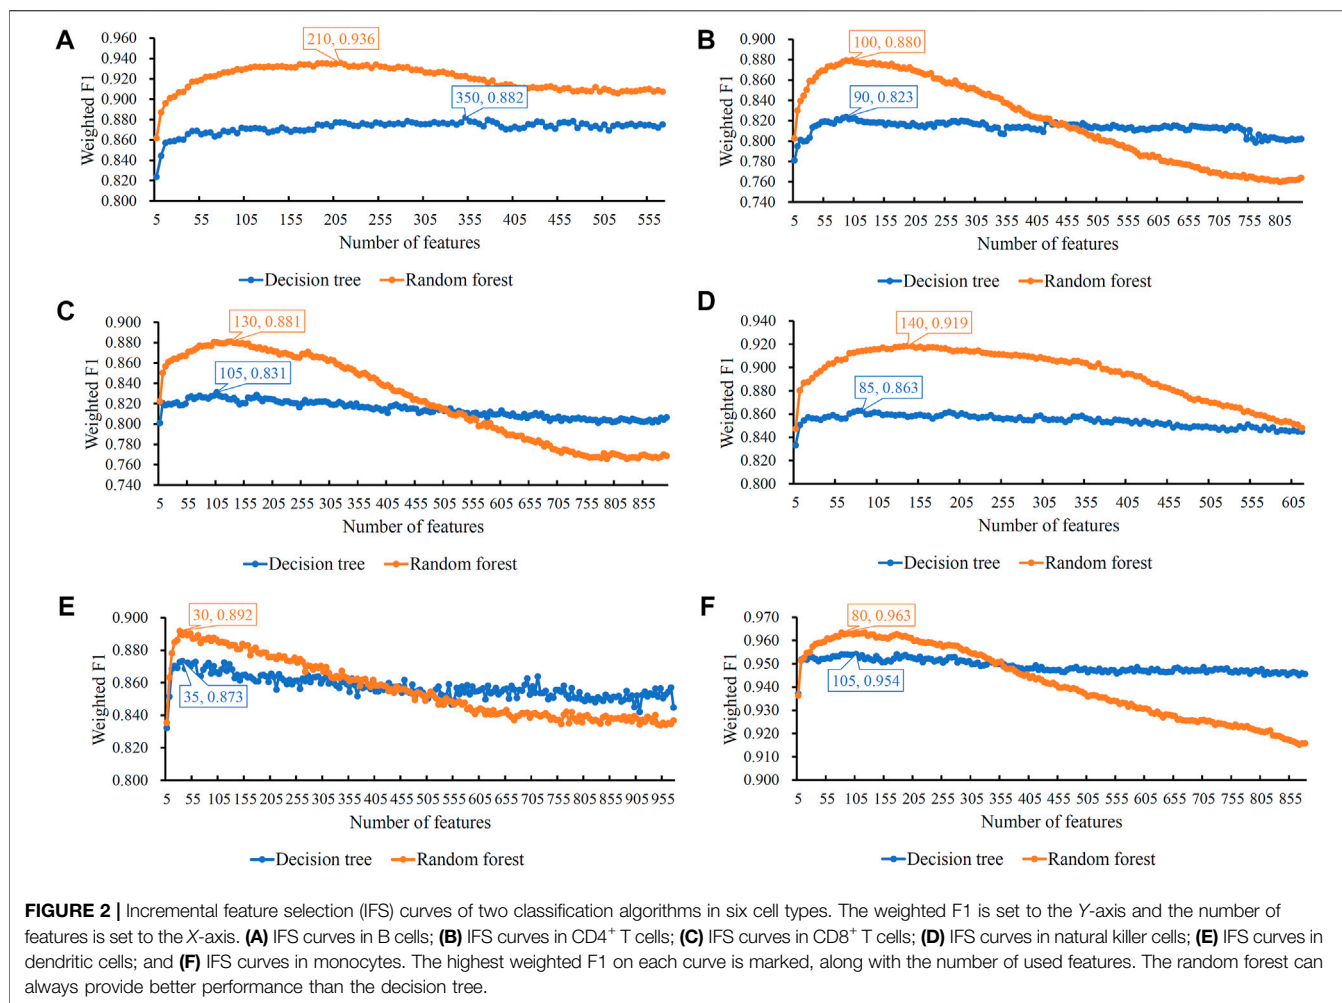 A
0.960
0.940
0.920
0.900
0.880
0.860
0.840
0.820
0.800
Weighted F1
210, 0.936
350, 0.882
5 55 105 155 205 255 305 355 405 455 505 555
Number of features
Decision tree Random forest
B
0.900
0.880
0.860
0.840
0.820
0.800
0.780
0.760
0.740
Weighted F1
100, 0.880
90, 0.823
5 55 105 155 205 255 305 355 405 455 505 555 605 655 705 755 805
Number of features
Decision tree Random forest
C
0.900
0.880
0.860
0.840
0.820
0.800
0.780
0.760
0.740
Weighted F1
130, 0.881
105, 0.831
5 55 105 155 205 255 305 355 405 455 505 555 605 655 705 755 805 855
Number of features
Decision tree Random forest
D
0.940
0.920
0.900
0.880
0.860
0.840
0.820
0.800
Weighted F1
140, 0.919
85, 0.863
5 55 105 155 205 255 305 355 405 455 505 555 605
Number of features
Decision tree Random forest
E
0.900
0.880
0.860
0.840
0.820
0.800
Weighted F1
30, 0.892
35, 0.873
5 55 105 155 205 255 305 355 405 455 505 555 605 655 705 755 805 855 905 955
Number of features
Decision tree Random forest
F
0.970
0.960
0.950
0.940
0.930
0.920
0.910
0.900
Weighted F1
80, 0.963
105, 0.954
5 55 105 155 205 255 305 355 405 455 505 555 605 655 705 755 805 855
Number of features
Decision tree Random forest
FIGURE 2 | Incremental feature selection (IFS) curves of two classification algorithms in six cell types. The weighted F1 is set to the Y-axis and the number of
features is set to the X-axis. (A) IFS curves in B cells; (B) IFS curves in CD4+ T cells; (C) IFS curves in CD8+ T cells; (D) IFS curves in natural killer cells; (E) IFS curves in
dendritic cells; and (F) IFS curves in monocytes. The highest weighted F1 on each curve is marked, along with the number of used features. The random forest can
always provide better performance than the decision tree.